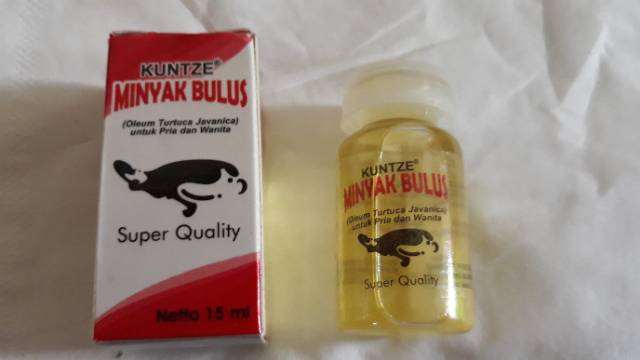 KUNTZE®
MINYAK BULUS
(Oleum Turtuca Javanica)
untuk Pria dan Wanita
Super Quality
Netto 15 ml
KUNTZE®
MINYAK BULUS
(Oleum Turtuca Javanica)
untuk Pria dan Wanita
Super Quality